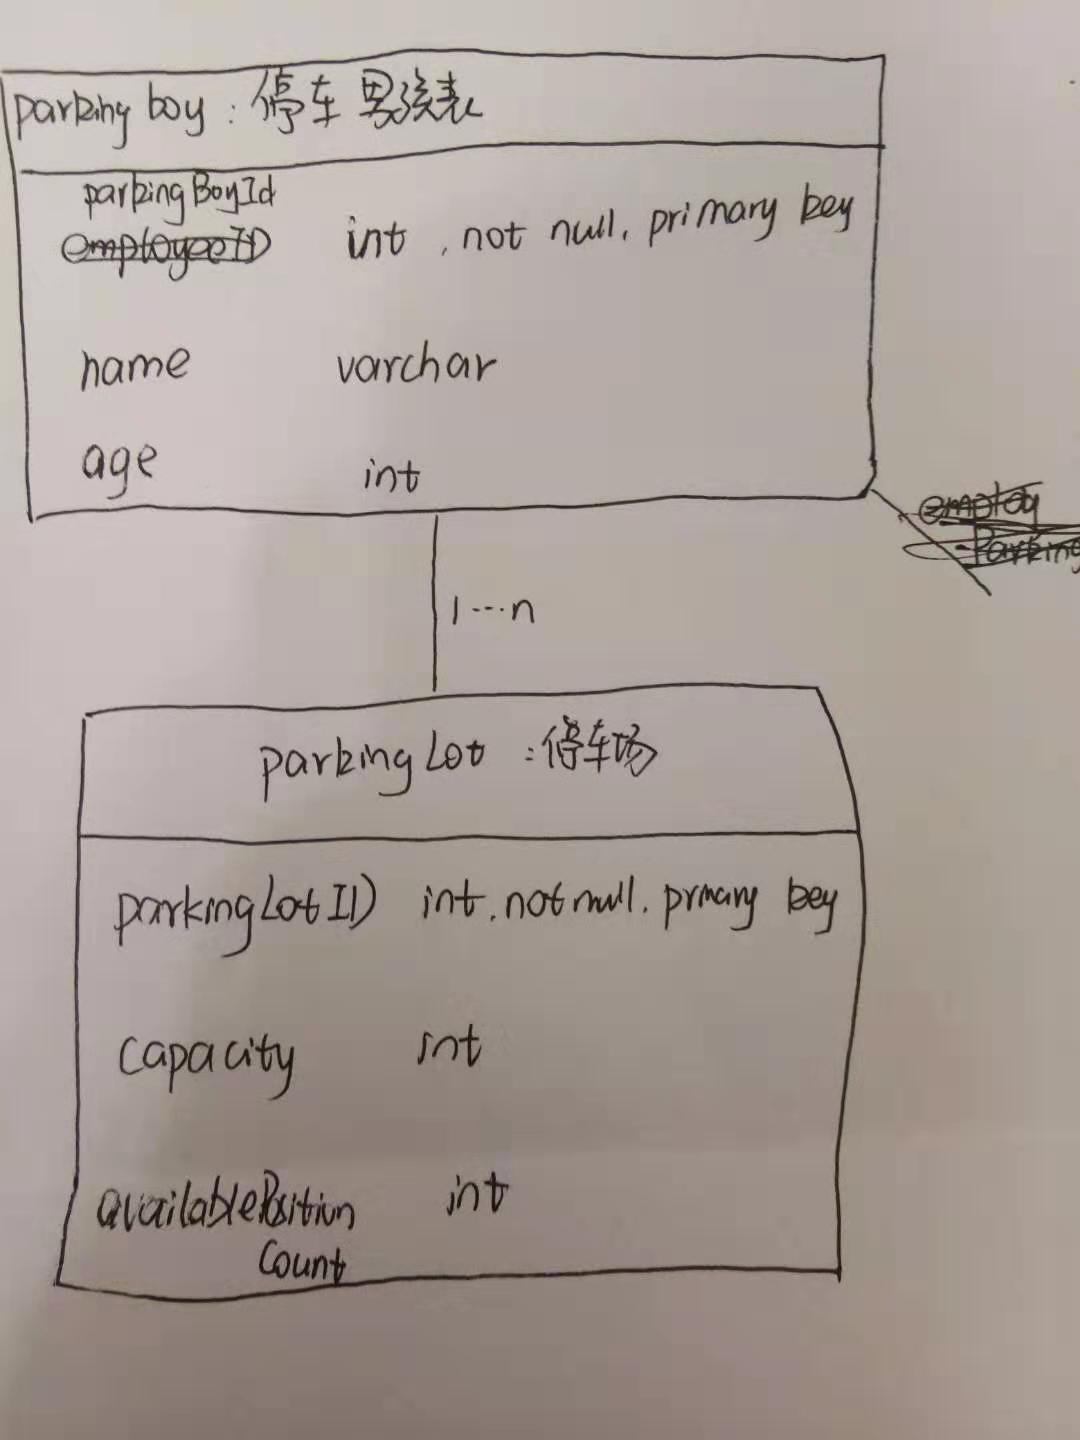 parking boy : 停车男孩表
parkingBoyId
employeeID int , not null, primary key
name varchar
age int
employ
Parking
1...n
parkingLot : 停车场
parkingLotID int, not null, prmary key
capacity int
availablePosition int
Count